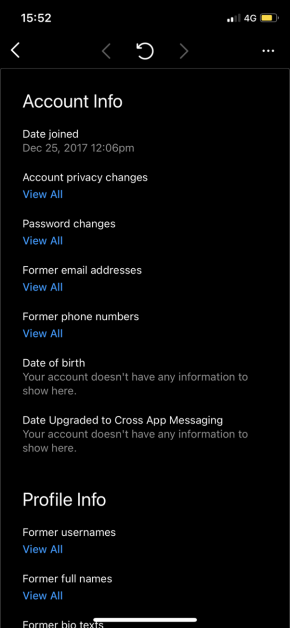 15:52
4G
Account Info
Date joined
Dec 25, 2017 12:06pm
Account privacy changes
View All
Password changes
View All
Former email addresses
View All
Former phone numbers
View All
Date of birth
Your account doesn't have any information to
show here.
Date Upgraded to Cross App Messaging
Your account doesn't have any information to
show here.
Profile Info
Former usernames
View All
Former full names
View All
Former bio texts